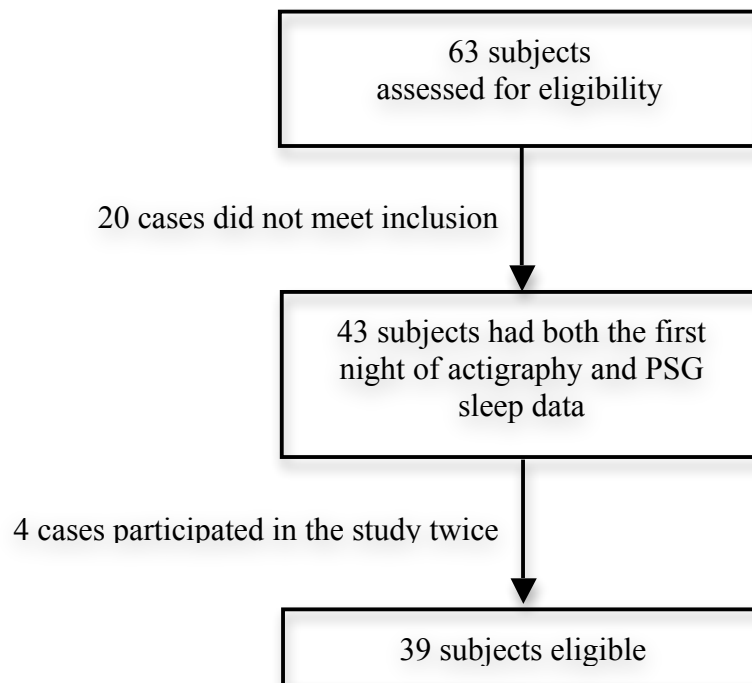 63 subjects
assessed for eligibility
20 cases did not meet inclusion
43 subjects had both the first
night of actigraphy and PSG
sleep data
4 cases participated in the study twice
39 subjects eligible